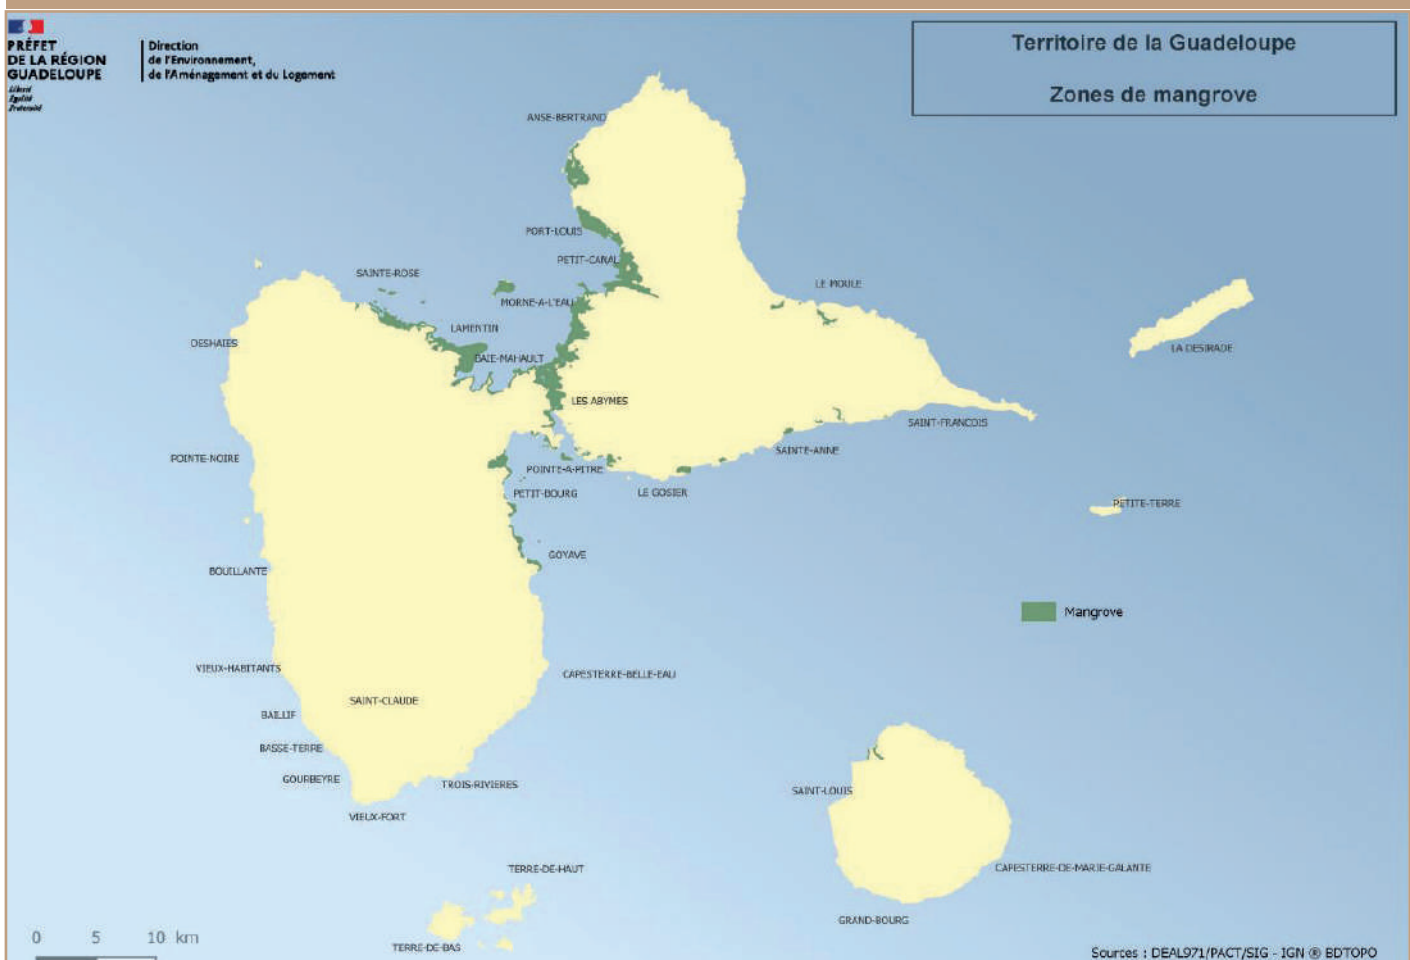 PRÉFET
DE LA RÉGION
GUADELOUPE
Liberté
Égalité
Fraternité
Direction
de l'Environnement,
de l'Aménagement et du Logement
Territoire de la Guadeloupe
Zones de mangrove
ANSE-BERTRAND
PORT-LOUIS
PETIT-CANAL
SAINTE-ROSE
LE MOULE
MORNE-A-L'EAU
LAMENTIN
DESHAIES
BAIE-MAHAULT
LA DESIRADE
LES ABYMES
SAINT-FRANCOIS
SAINTE-ANNE
POINTE-NOIRE
POINTE-A-PITRE
PETIT-BOURG
LE GOSIER
PETITE-TERRE
GOYAVE
BOUILLANTE
Mangrove
VIEUX-HABITANTS
CAPESTERRE-BELLE-EAU
SAINT-CLAUDE
BAILLIF
BASSE-TERRE
GOURBEYRE
TROIS-RIVIERES
SAINT-LOUIS
VIEUX-FORT
TERRE-DE-HAUT
CAPESTERRE-DE-MARIE-GALANTE
GRAND-BOURG
TERRE-DE-BAS
0 5 10 km
Sources : DEAL971/PACT/SIG - IGN ® BDTOPO